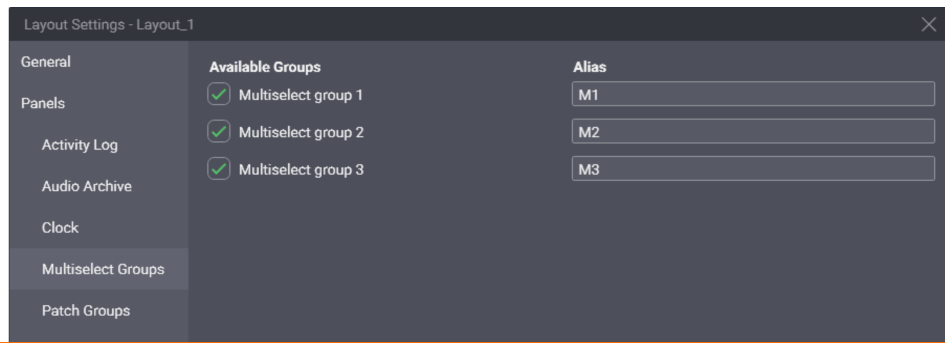 Layout Settings - Layout_1
General
Panels
Activity Log
Audio Archive
Clock
Multiselect Groups
Patch Groups
Available Groups Alias
Multiselect group 1 M1
Multiselect group 2 M2
Multiselect group 3 M3